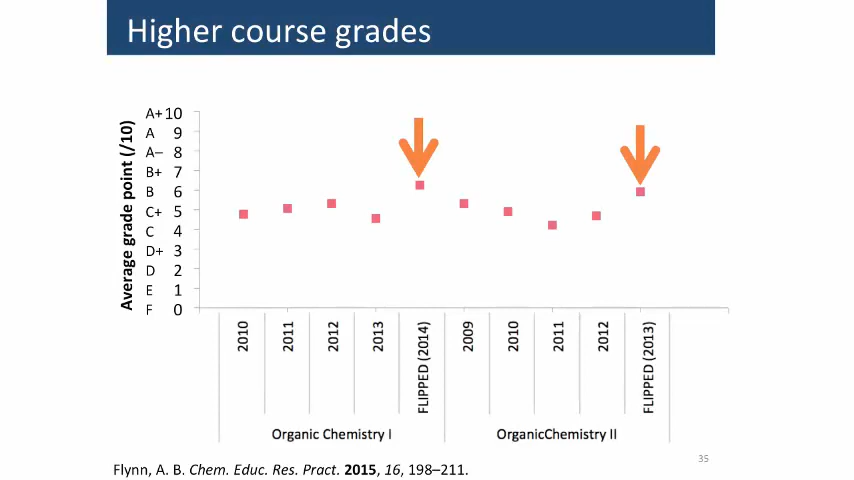 Higher course grades
Average grade point (/10)
A+ 10
A 9
A– 8
B+ 7
B 6
C+ 5
C 4
D+ 3
D 2
E 1
F 0
2010
2011
2012
2013
FLIPPED (2014)
2009
2010
2011
2012
FLIPPED (2013)
Organic Chemistry I
OrganicChemistry II
35
Flynn, A. B. Chem. Educ. Res. Pract. 2015, 16, 198–211.